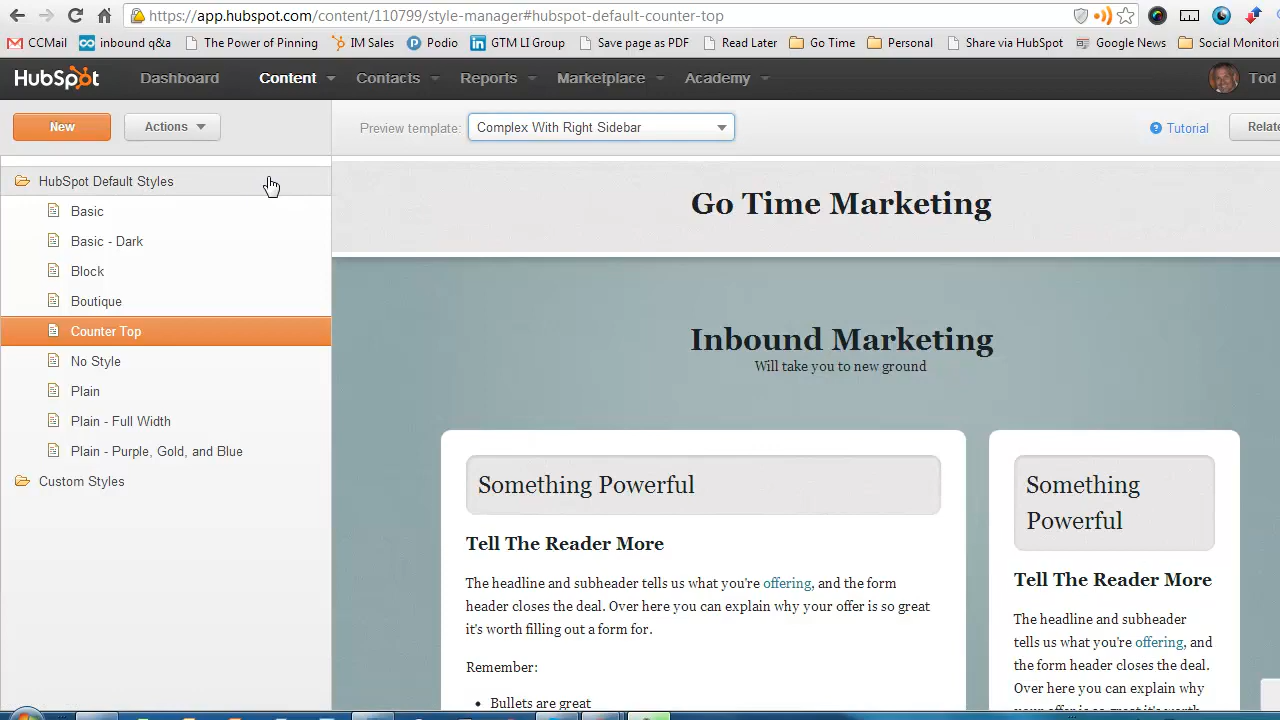 https://app.hubspot.com/content/110799/style-manager#hubspot-default-counter-top
CCMail inbound q&a The Power of Pinning IM Sales Podio GTM LI Group Save page as PDF Read Later Go Time Personal Share via HubSpot Google News Social Monitori
HubSpot Dashboard Content Contacts Reports Marketplace Academy Tod
New Actions Preview template: Complex With Right Sidebar Tutorial Relate
HubSpot Default Styles
Basic
Basic - Dark
Block
Boutique
Counter Top
No Style
Plain
Plain - Full Width
Plain - Purple, Gold, and Blue
Custom Styles
Go Time Marketing
Inbound Marketing
Will take you to new ground
Something Powerful
Tell The Reader More
The headline and subheader tells us what you're offering, and the form
header closes the deal. Over here you can explain why your offer is so great
it's worth filling out a form for.
Remember:
Bullets are great
Something
Powerful
Tell The Reader More
The headline and subheader
tells us what you're offering, and
the form header closes the deal.
Over here you can explain why
your offer is so great it's worth